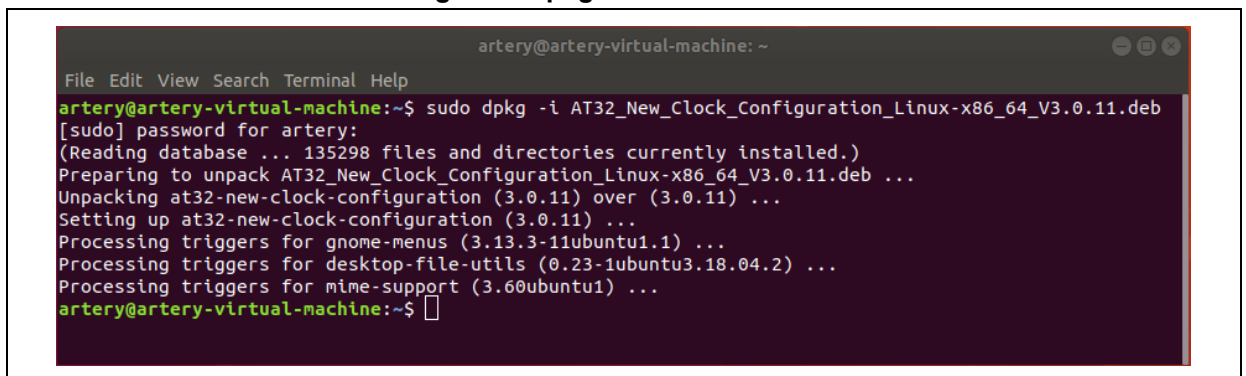 artery@artery-virtual-machine: ~
File Edit View Search Terminal Help
artery@artery-virtual-machine:~$ sudo dpkg -i AT32_New_Clock_Configuration_Linux-x86_64_V3.0.11.deb
[sudo] password for artery:
(Reading database ... 135298 files and directories currently installed.)
Preparing to unpack AT32_New_Clock_Configuration_Linux-x86_64_V3.0.11.deb ...
Unpacking at32-new-clock-configuration (3.0.11) over (3.0.11) ...
Setting up at32-new-clock-configuration (3.0.11) ...
Processing triggers for gnome-menus (3.13.3-11ubuntu1.1) ...
Processing triggers for desktop-file-utils (0.23-1ubuntu3.18.04.2) ...
Processing triggers for mime-support (3.60ubuntu1) ...
artery@artery-virtual-machine:~$